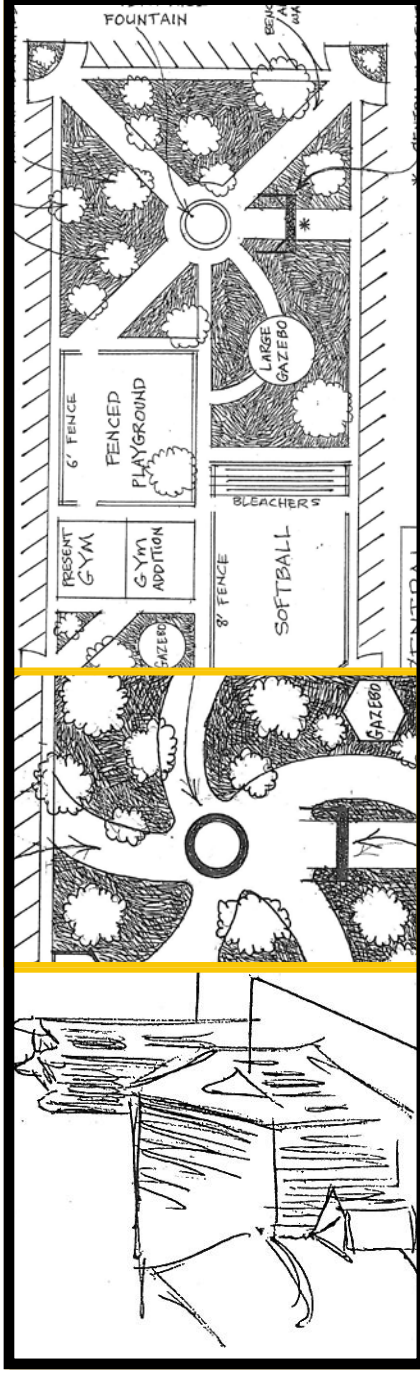 FOUNTAIN
LARGE
GAZEBO
6' FENCE
FENCED
PLAYGROUND
BLEACHERS
PRESENT
GYM
GYM
ADDITION
8' FENCE
SOFTBALL
GAZEBO
GAZEBO